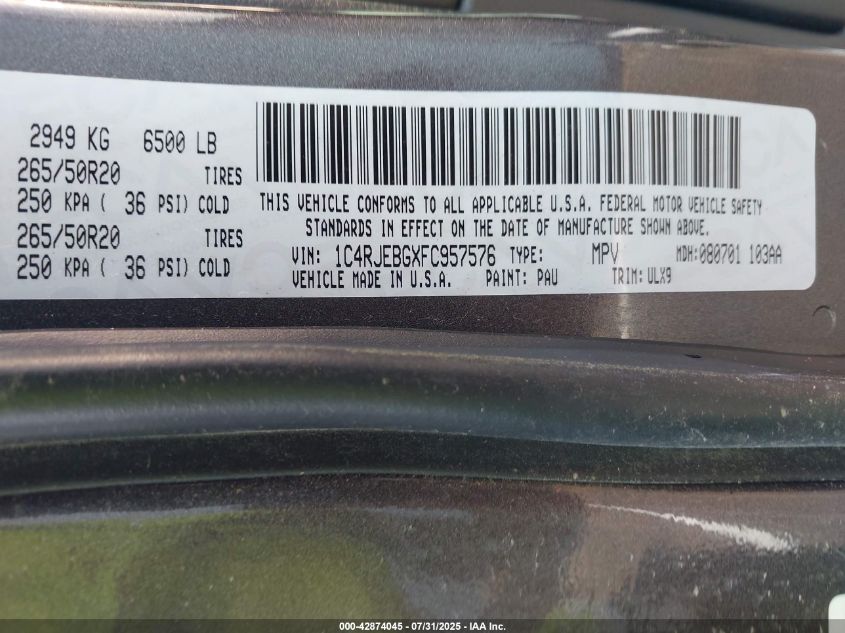 2949 KG 6500 LB
265/50R20 TIRES
250 KPA ( 36 PSI) COLD
265/50R20 TIRES
250 KPA ( 36 PSI) COLD
THIS VEHICLE CONFORMS TO ALL APPLICABLE U.S.A. FEDERAL MOTOR VEHICLE SAFETY
STANDARDS IN EFFECT ON THE DATE OF MANUFACTURE SHOWN ABOVE.
VIN: 1C4RJEBGXFC957576 TYPE: MPV MDH:080701 103AA
VEHICLE MADE IN U.S.A. PAINT: PAU TRIM: ULX9
000-42874045 - 07/31/2025 - IAA Inc.